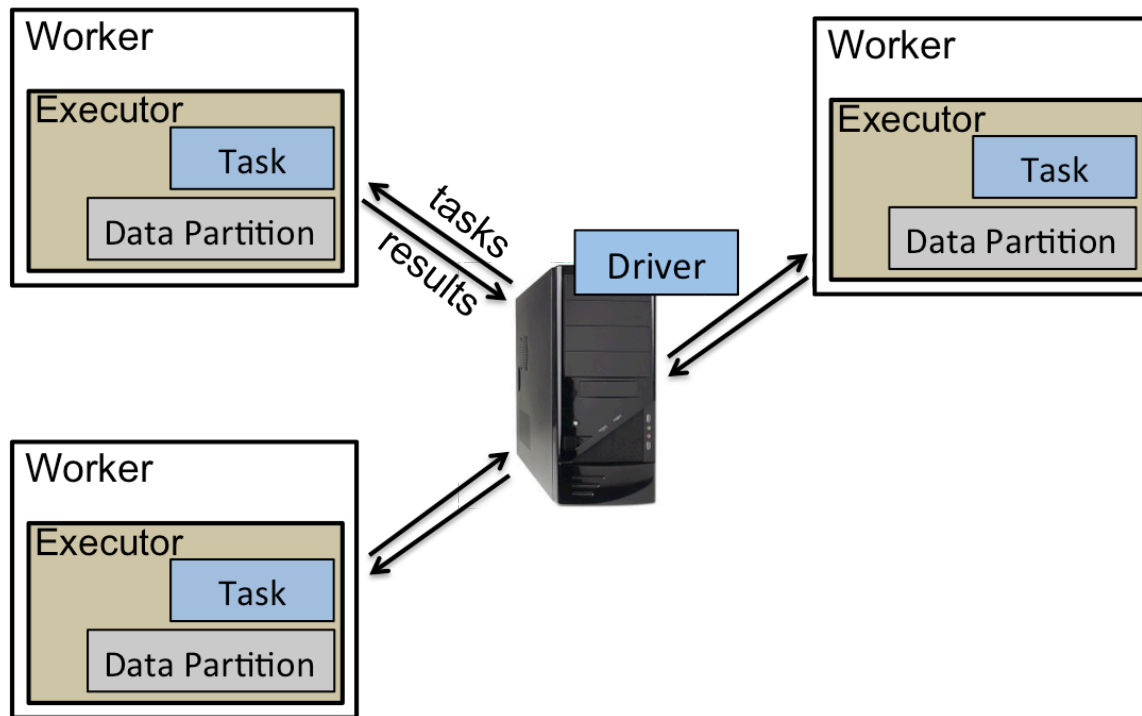 Worker
Executor
Task
Data Partition
tasks
results
Driver
Worker
Executor
Task
Data Partition
Worker
Executor
Task
Data Partition